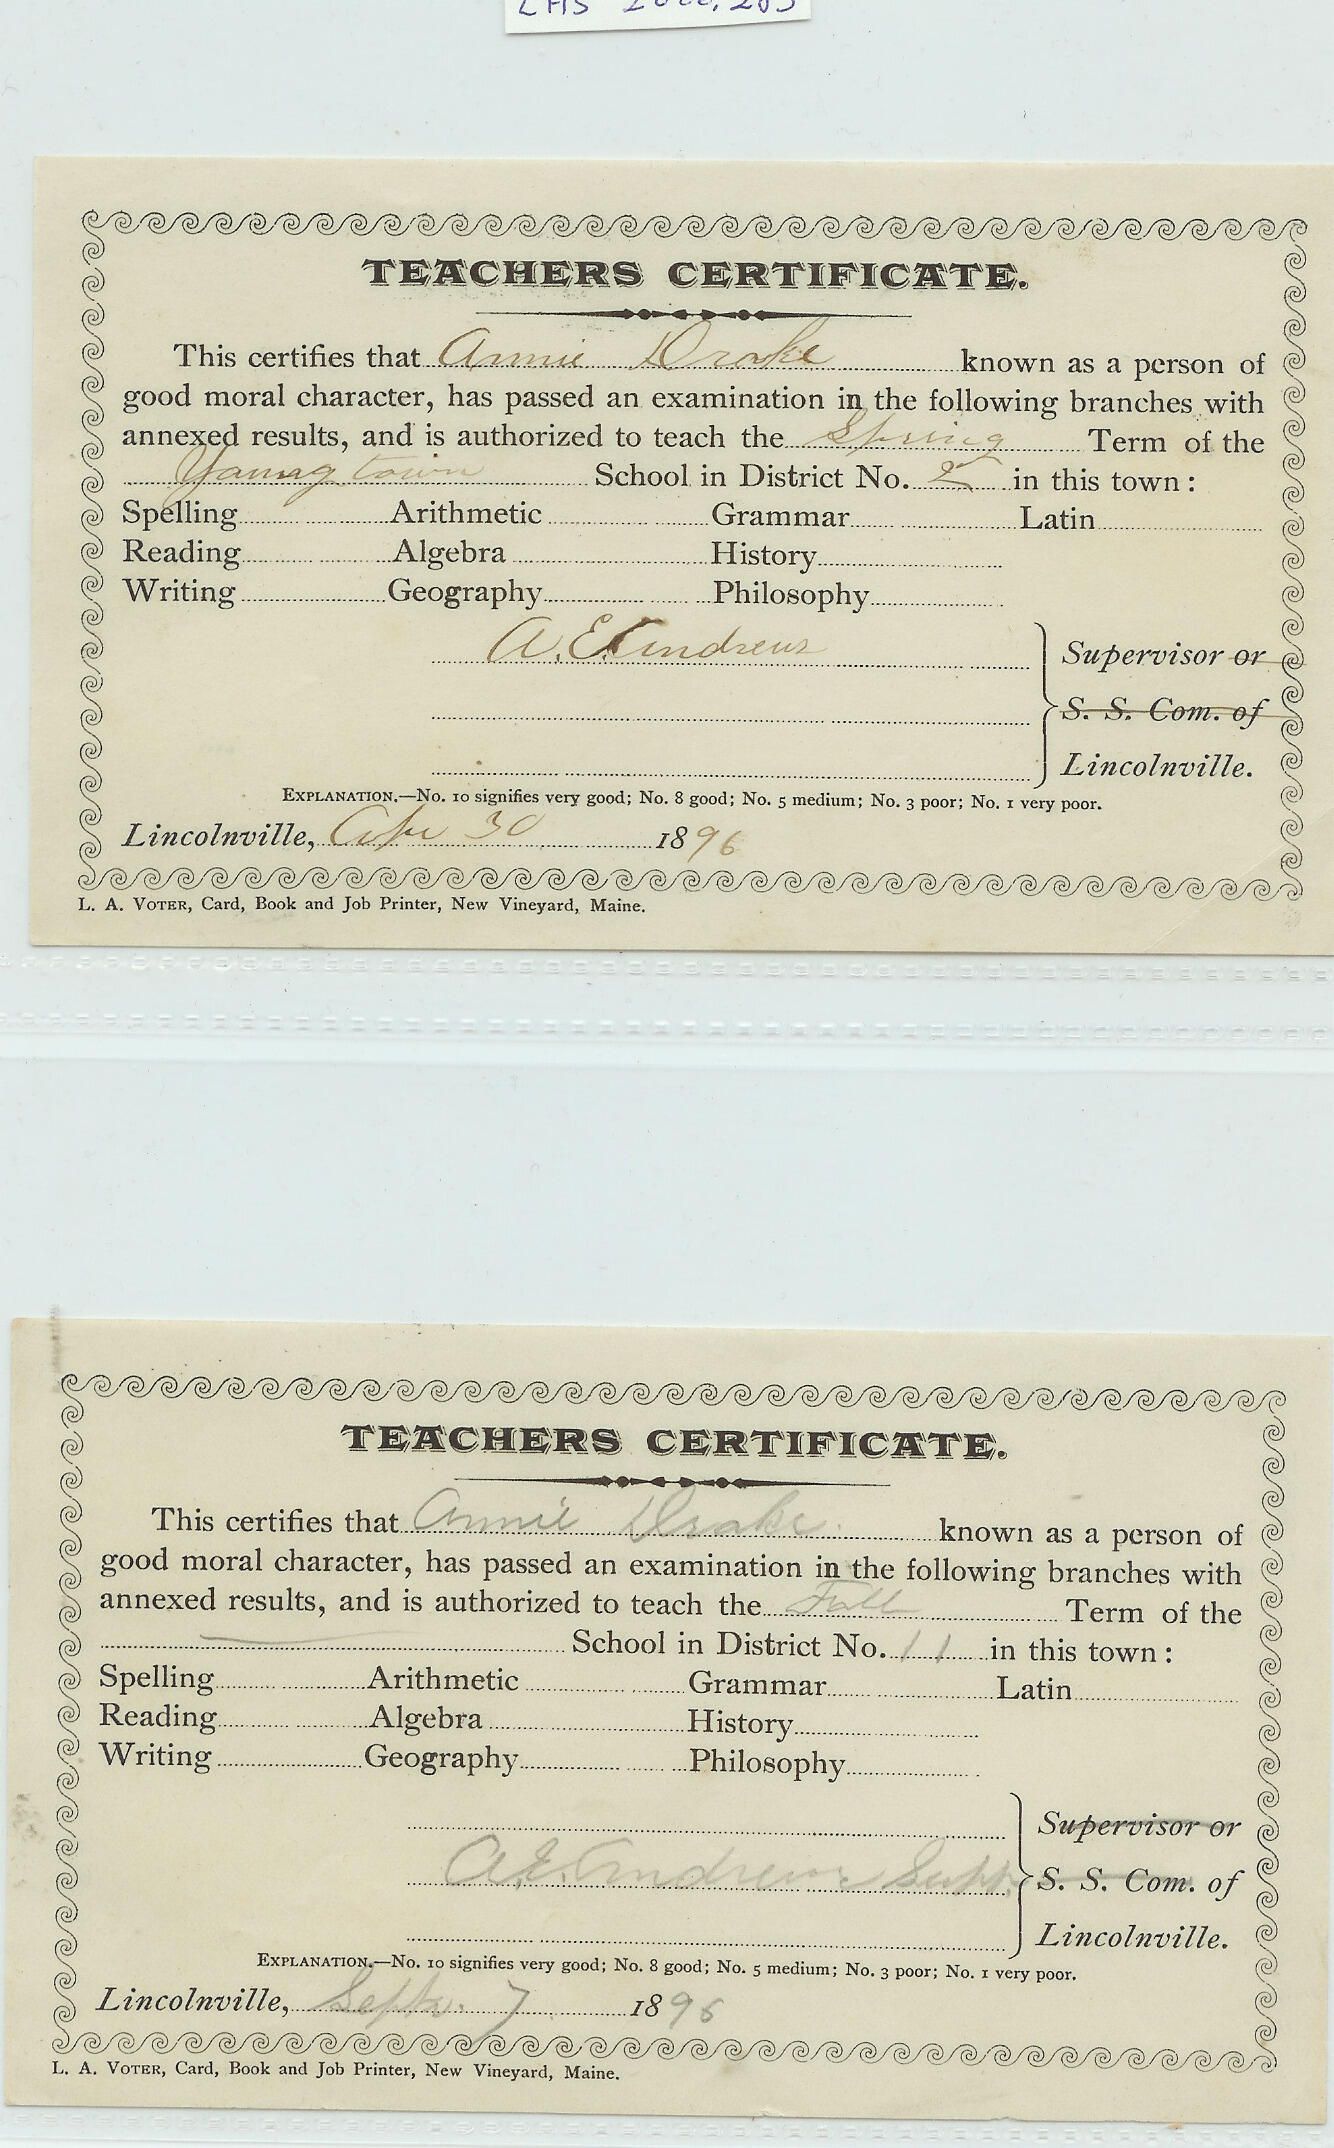 LHS
TEACHERS CERTIFICATE.
This certifies that Annie Drake known as a person of
good moral character, has passed an examination in the following branches with
annexed results, and is authorized to teach the Spring Term of the
Youngtown School in District No. 2 in this town:
Spelling Arithmetic Grammar Latin
Reading Algebra History
Writing Geography Philosophy
A. E. Andrews
Supervisor or
S. S. Com. of
Lincolnville.
EXPLANATION.—No. 10 signifies very good; No. 8 good; No. 5 medium; No. 3 poor; No. 1 very poor.
Lincolnville, Apr 30 1896
L. A. VOTER, Card, Book and Job Printer, New Vineyard, Maine.
TEACHERS CERTIFICATE.
This certifies that Annie Drake. known as a person of
good moral character, has passed an examination in the following branches with
annexed results, and is authorized to teach the Fall Term of the
School in District No. 11 in this town:
Spelling Arithmetic Grammar Latin
Reading Algebra History
Writing Geography Philosophy
Supervisor or
A. E. Andrews Supt. S. S. Com. of
Lincolnville.
EXPLANATION.—No. 10 signifies very good; No. 8 good; No. 5 medium; No. 3 poor; No. 1 very poor.
Lincolnville, Septr. 7 1896
L. A. VOTER, Card, Book and Job Printer, New Vineyard, Maine.